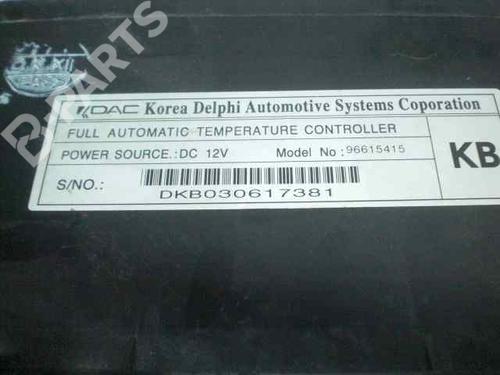 B-PARTS
KDAC Korea Delphi Automotive Systems Coporation
FULL AUTOMATIC TEMPERATURE CONTROLLER
POWER SOURCE.:DC 12V Model No :96615415
KB
S/NO.:
DKB030617381